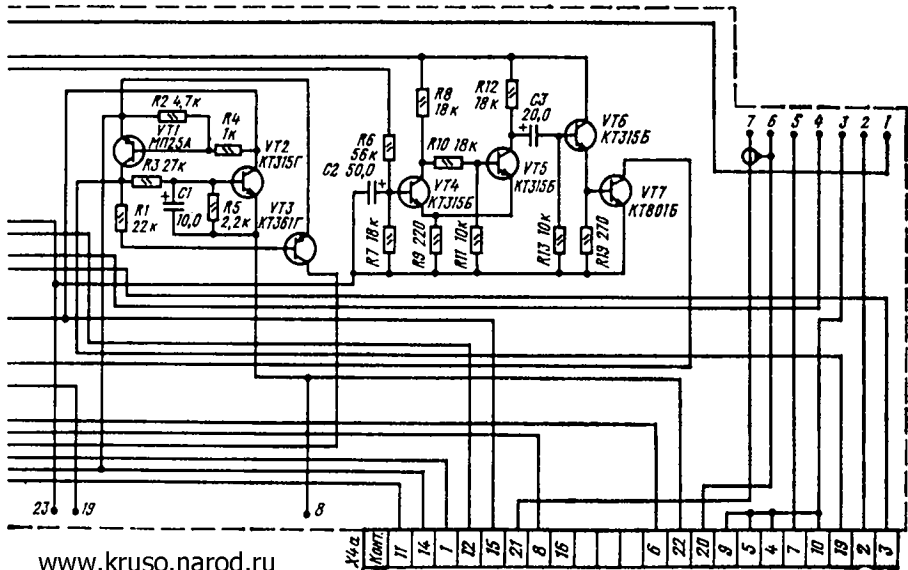 R2 4,7к
VT1
МП25А
R4
1к
VT2
КТ315Г
R3 27к
C1
10,0
R1
22к
R5
2,2к
VT3
КТ361Г
R6
56к
C2 50,0
R7 18к
R8
18к
VT4
КТ315Б
R9 220
R10 18к
R11 10к
R12
18к
VT5
КТ315Б
C3
20,0
R13 10к
VT6
КТ315Б
VT7
КТ801Б
R19 270
7 6 5 4 3 2 1
23 19 8
Х4а
Конт.
11 14 1 12 15 21 8 16 6 22 20 9 5 4 7 10 19 2 3
www.kruso.narod.ru